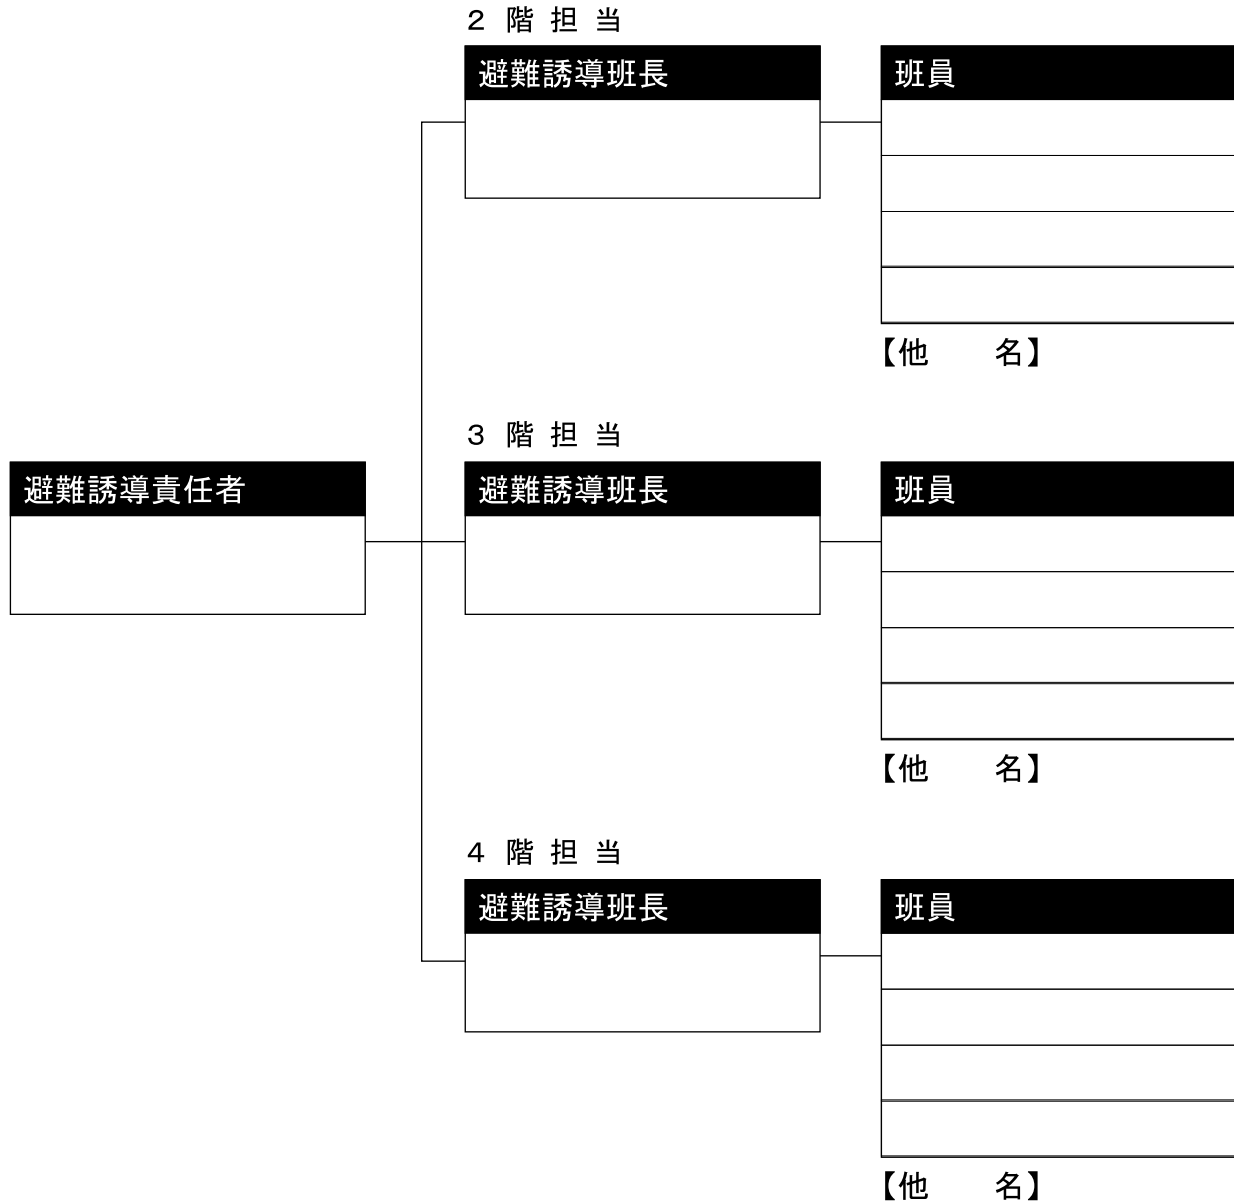 ２ 階 担 当
避難誘導班長
班員
【他　　名】
３ 階 担 当
避難誘導責任者
避難誘導班長
班員
【他　　名】
４ 階 担 当
避難誘導班長
班員
【他　　名】